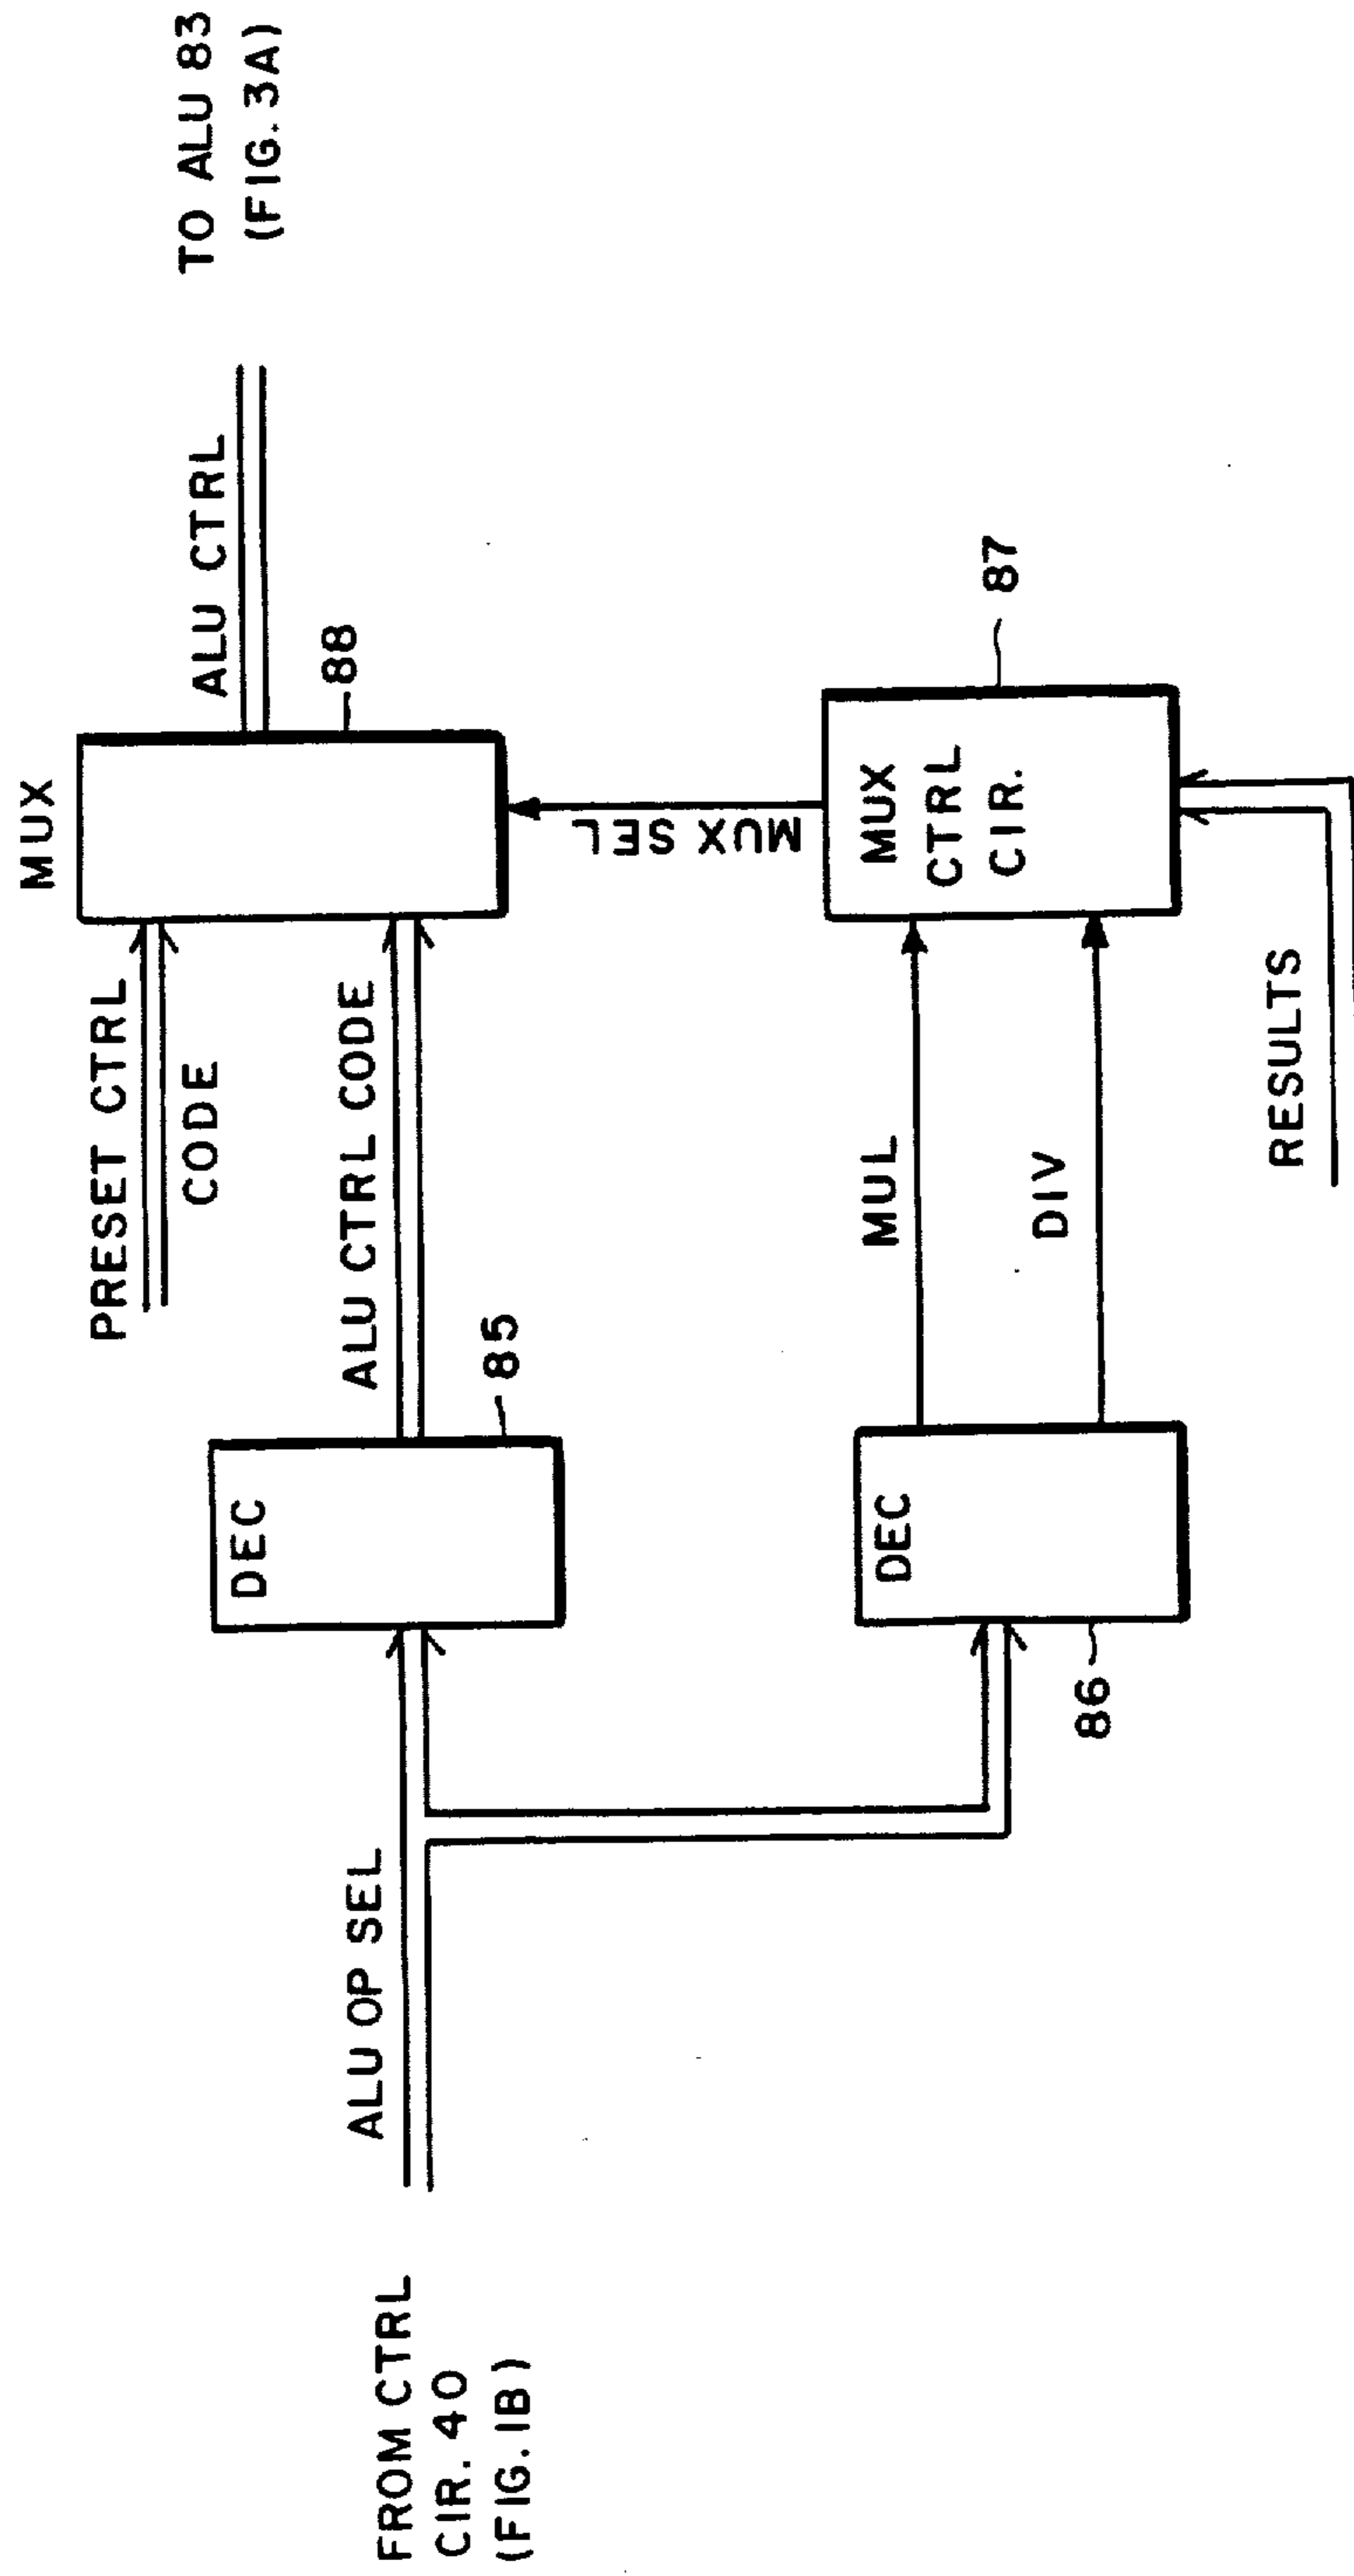 FROM CTRL
CIR. 40
(FIG. 1B)
ALU OP SEL
DEC
85
DEC
86
PRESET CTRL
CODE
ALU CTRL CODE
MUL
DIV
RESULTS
MUX
88
MUX SEL
MUX
CTRL
CIR.
87
ALU CTRL
TO ALU 83
(FIG. 3A)